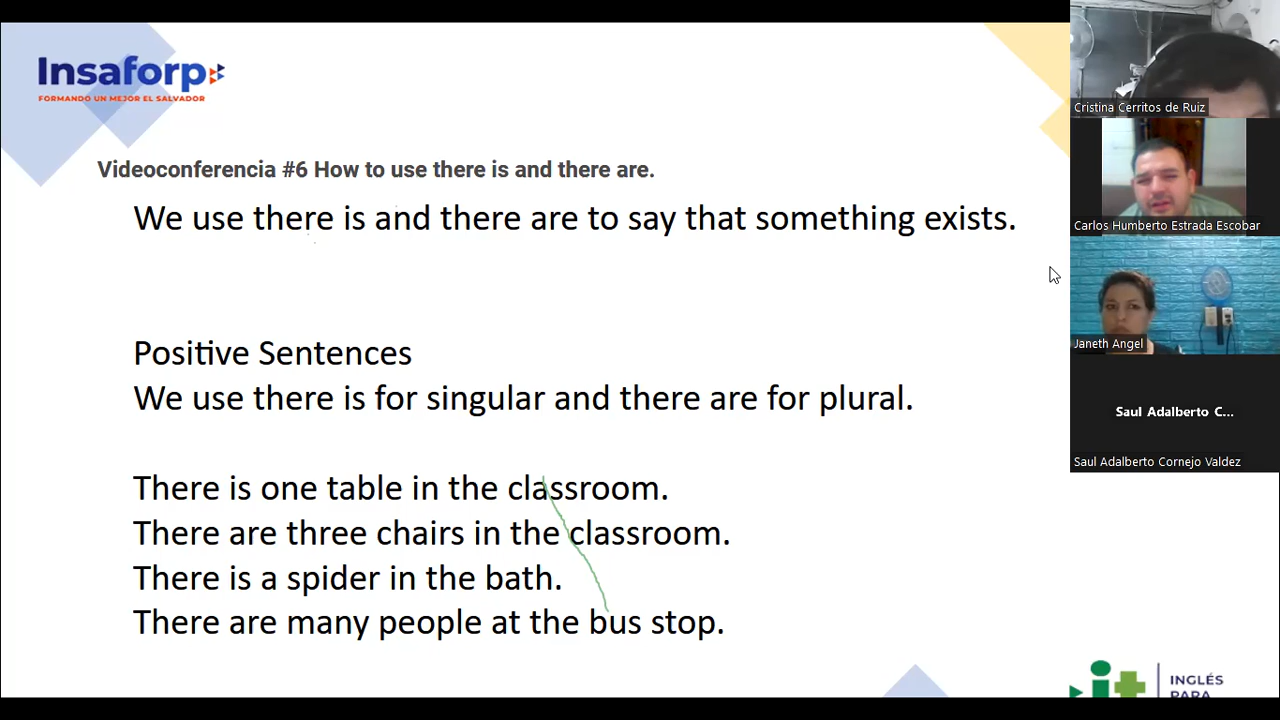 Insaforp
FORMANDO UN MEJOR EL SALVADOR
Videoconferencia #6 How to use there is and there are.
We use there is and there are to say that something exists.
Positive Sentences
We use there is for singular and there are for plural.
There is one table in the classroom.
There are three chairs in the classroom.
There is a spider in the bath.
There are many people at the bus stop.
Cristina Cerritos de Ruiz
Carlos Humberto Estrada Escobar
Janeth Angel
Saul Adalberto C...
Saul Adalberto Cornejo Valdez
it+
INGLÉS
PARA